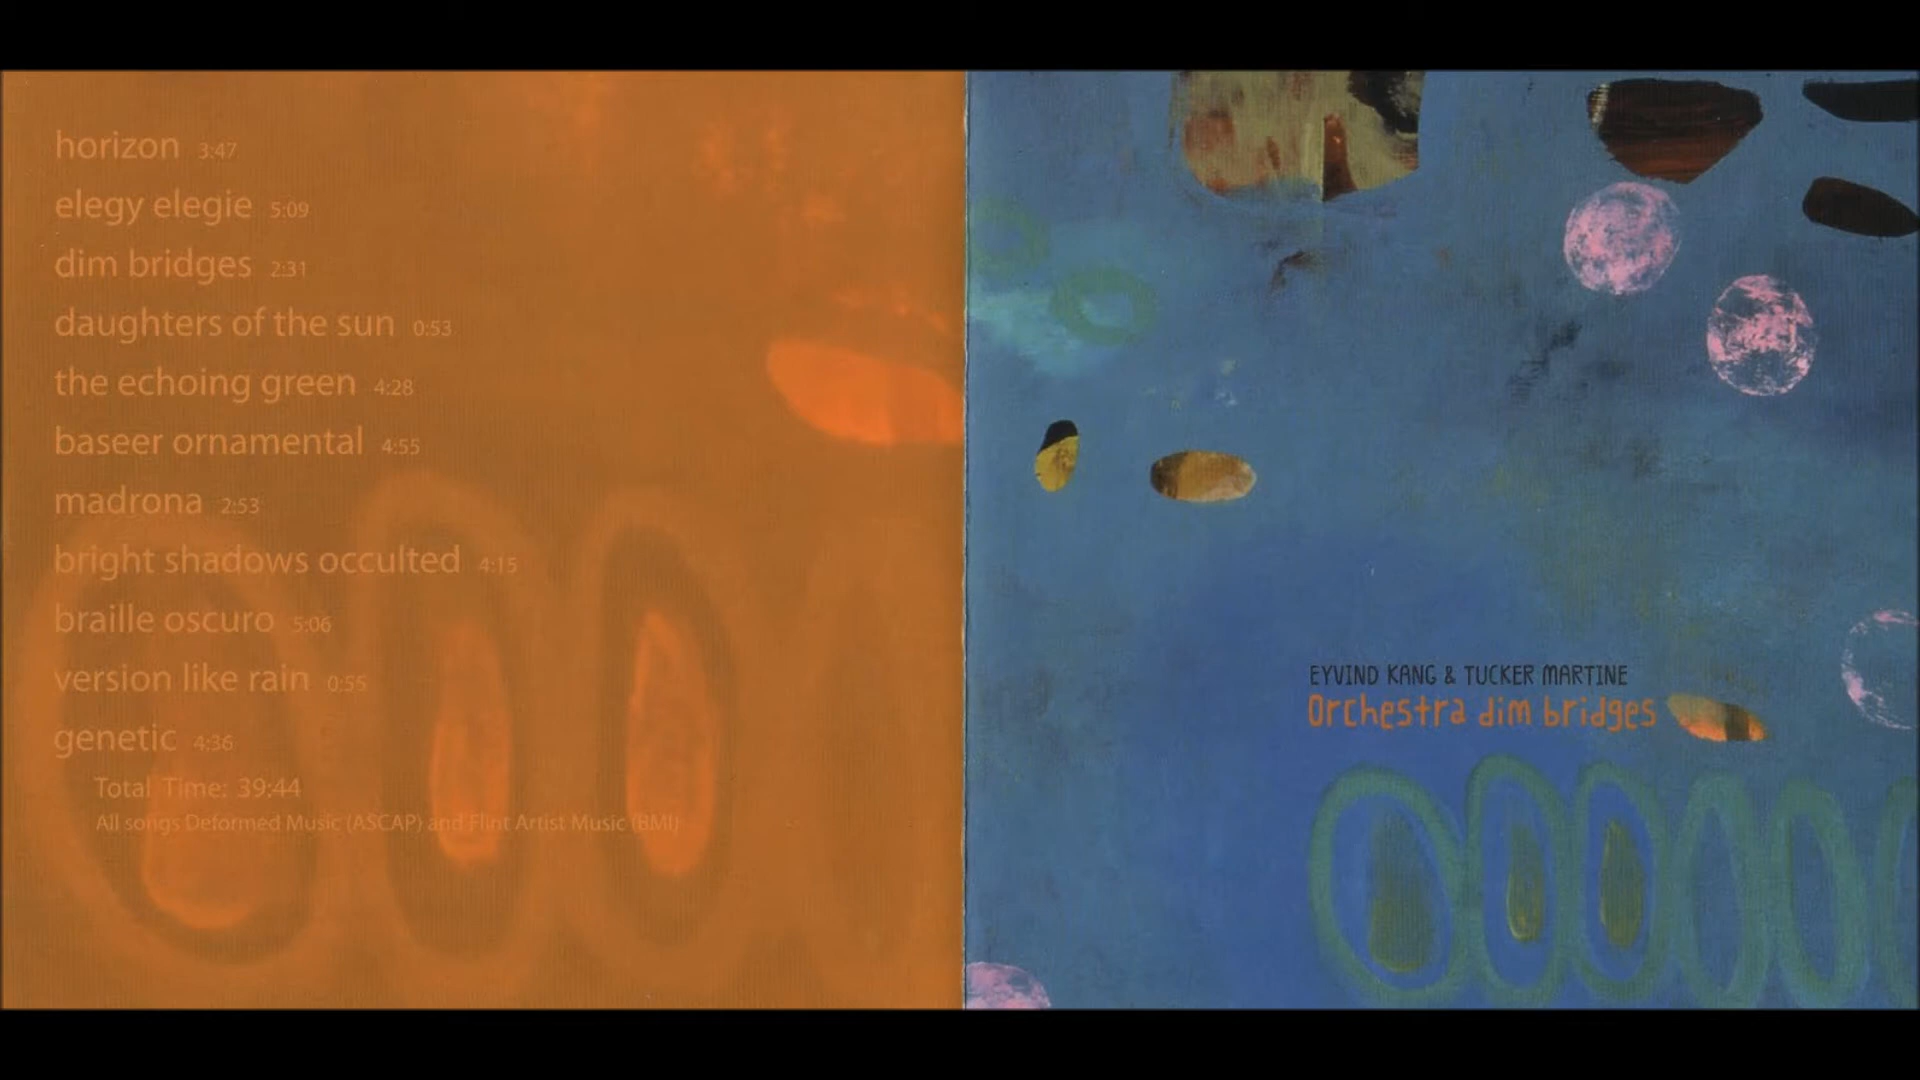 horizon 3:47
elegy elegie 5:09
dim bridges 2:31
daughters of the sun 0:53
the echoing green 4:28
baseer ornamental 4:55
madrona 2:53
bright shadows occulted 4:15
braille oscuro 5:06
version like rain 0:55
genetic 4:36
Total Time: 39:44
All songs Deformed Music (ASCAP) and Flint Artist Music (BMI)
EYVIND KANG & TUCKER MARTINE
Orchestra dim bridges